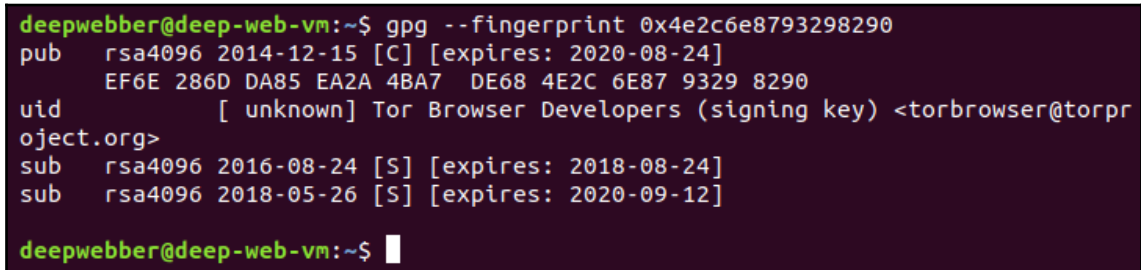 deepwebber@deep-web-vm:~$ gpg --fingerprint 0x4e2c6e8793298290
pub   rsa4096 2014-12-15 [C] [expires: 2020-08-24]
      EF6E 286D DA85 EA2A 4BA7  DE68 4E2C 6E87 9329 8290
uid           [ unknown] Tor Browser Developers (signing key) <torbrowser@torpr
oject.org>
sub   rsa4096 2016-08-24 [S] [expires: 2018-08-24]
sub   rsa4096 2018-05-26 [S] [expires: 2020-09-12]
deepwebber@deep-web-vm:~$